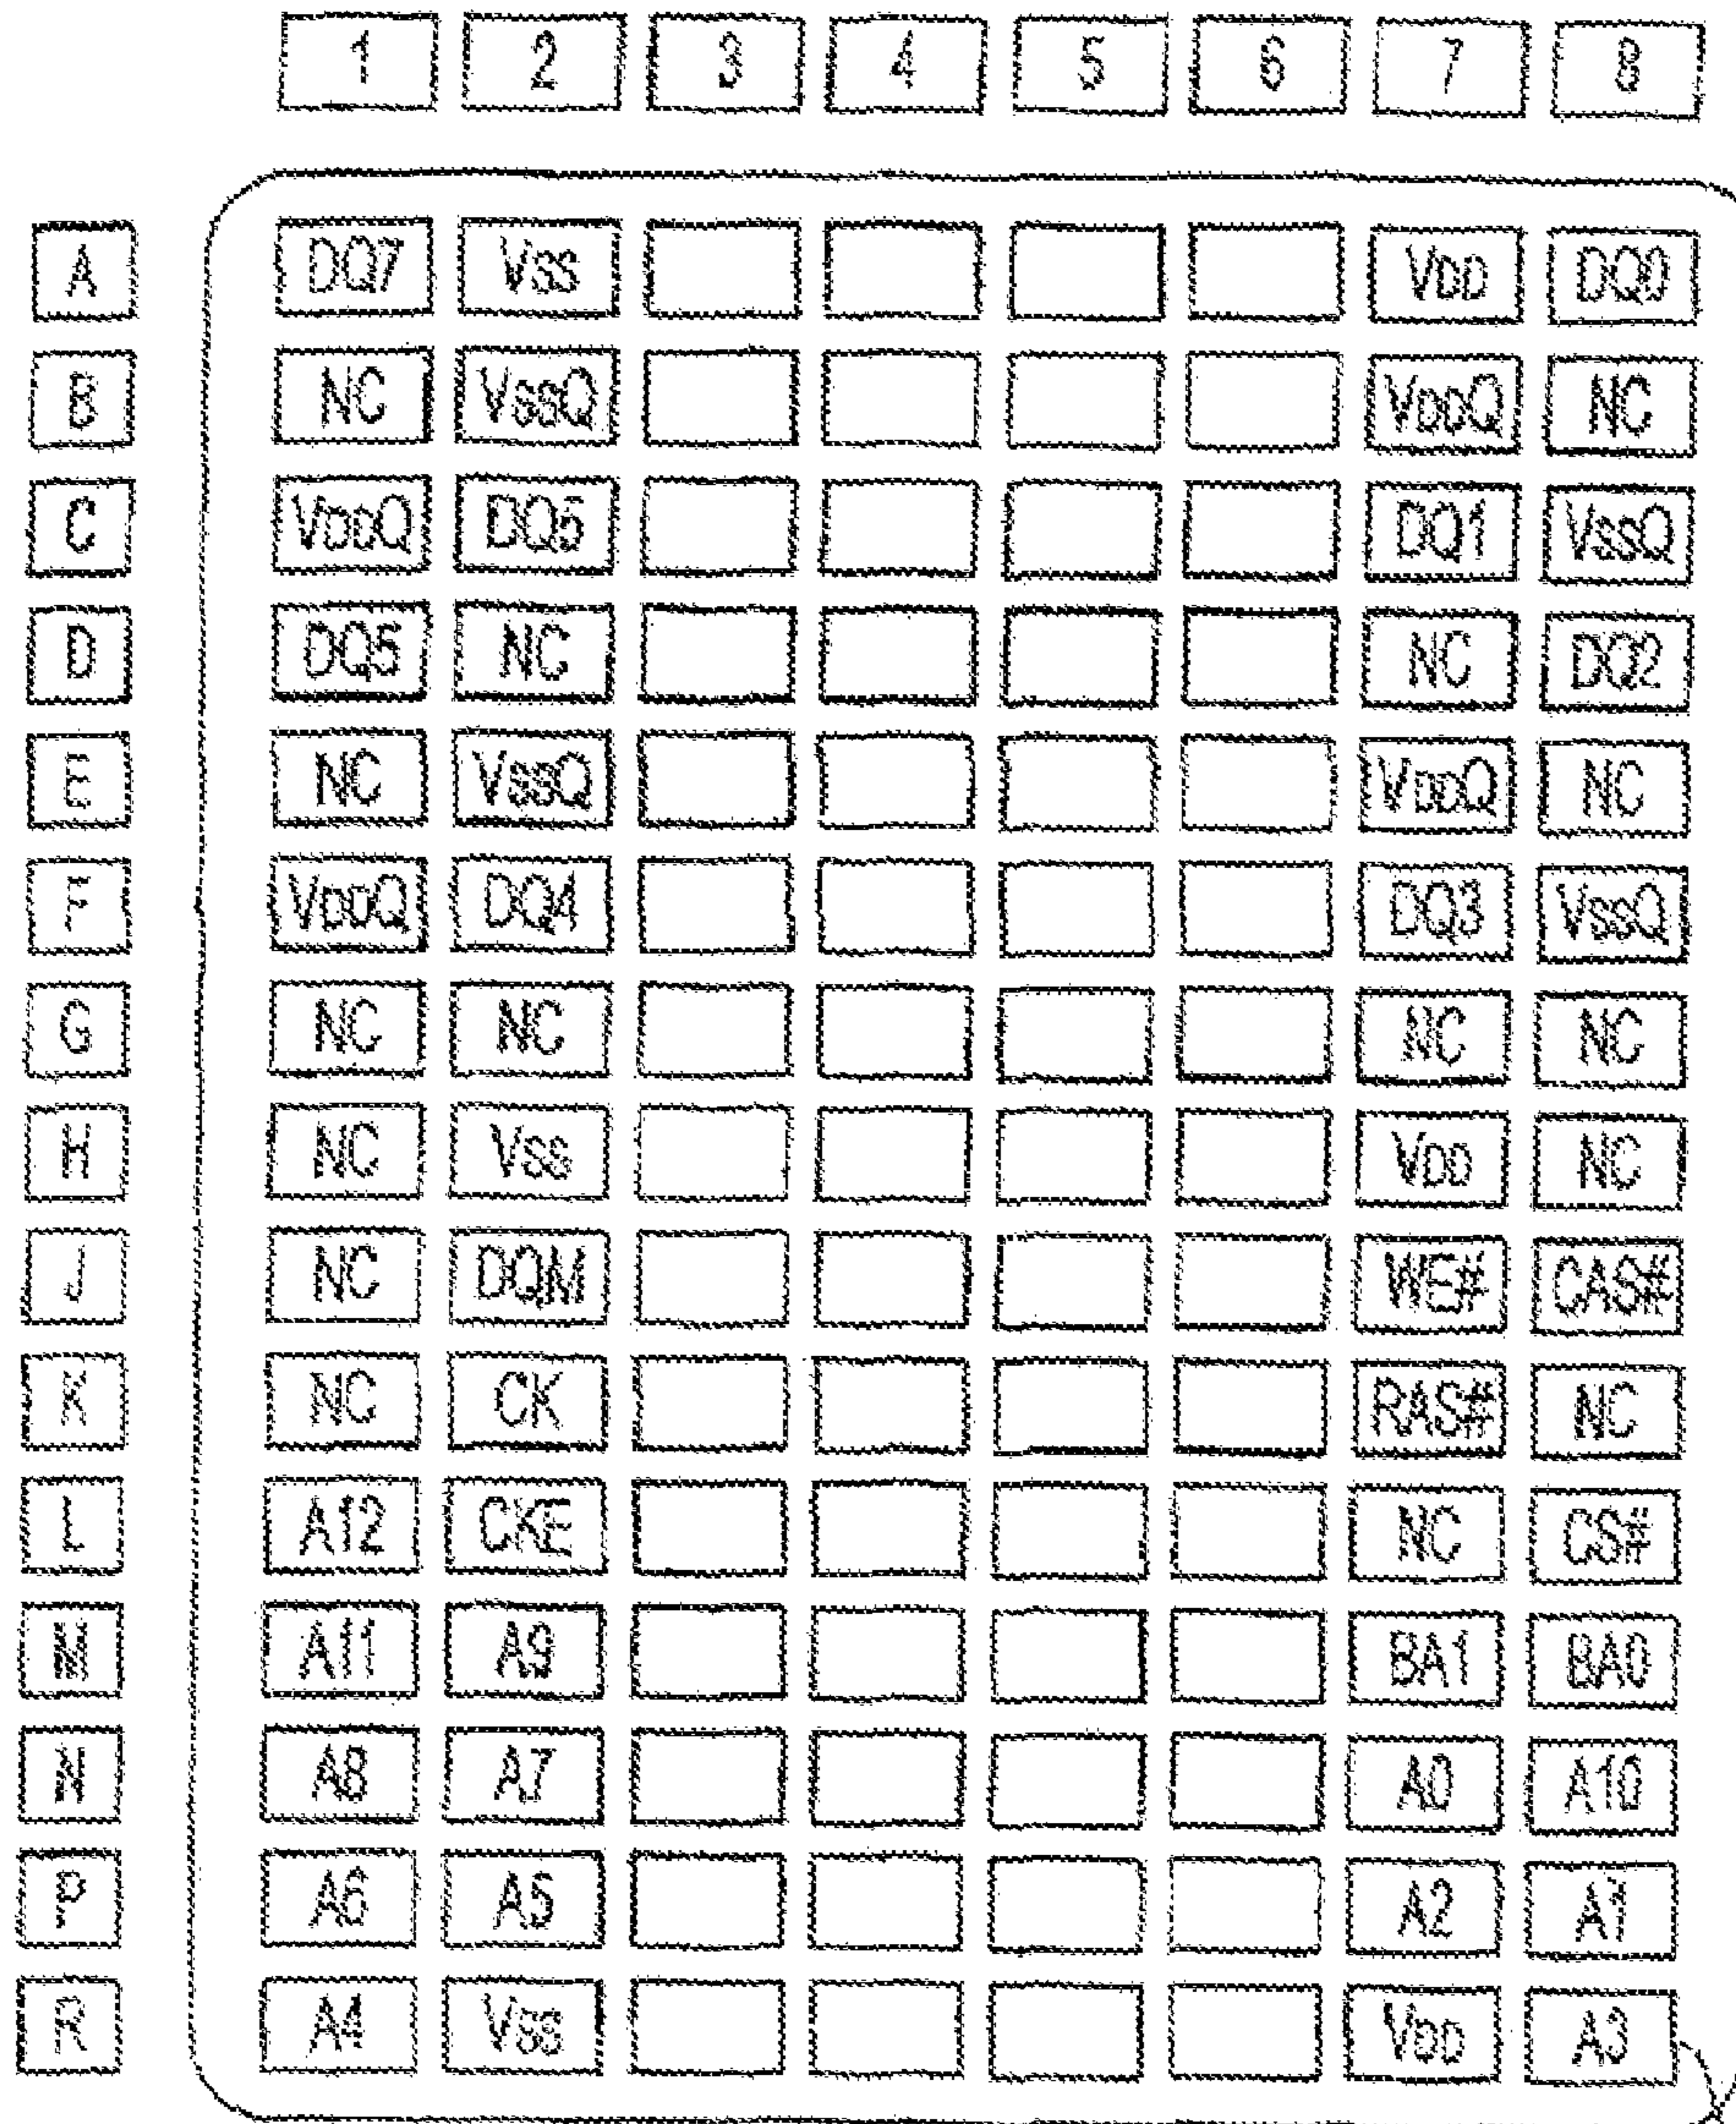 1 2 3 4 5 6 7 8
A DQ7 Vss VDD DQ0
B NC VssQ VDDQ NC
C VDDQ DQ5 DQ1 VssQ
D DQ5 NC NC DQ2
E NC VssQ VDDQ NC
F VDDQ DQ4 DQ3 VssQ
G NC NC NC NC
H NC Vss VDD NC
J NC DQM WE# CAS#
K NC CK RAS# NC
L A12 CKE NC CS#
M A11 A9 BA1 BA0
N A8 A7 A0 A10
P A6 A5 A2 A1
R A4 Vss VDD A3